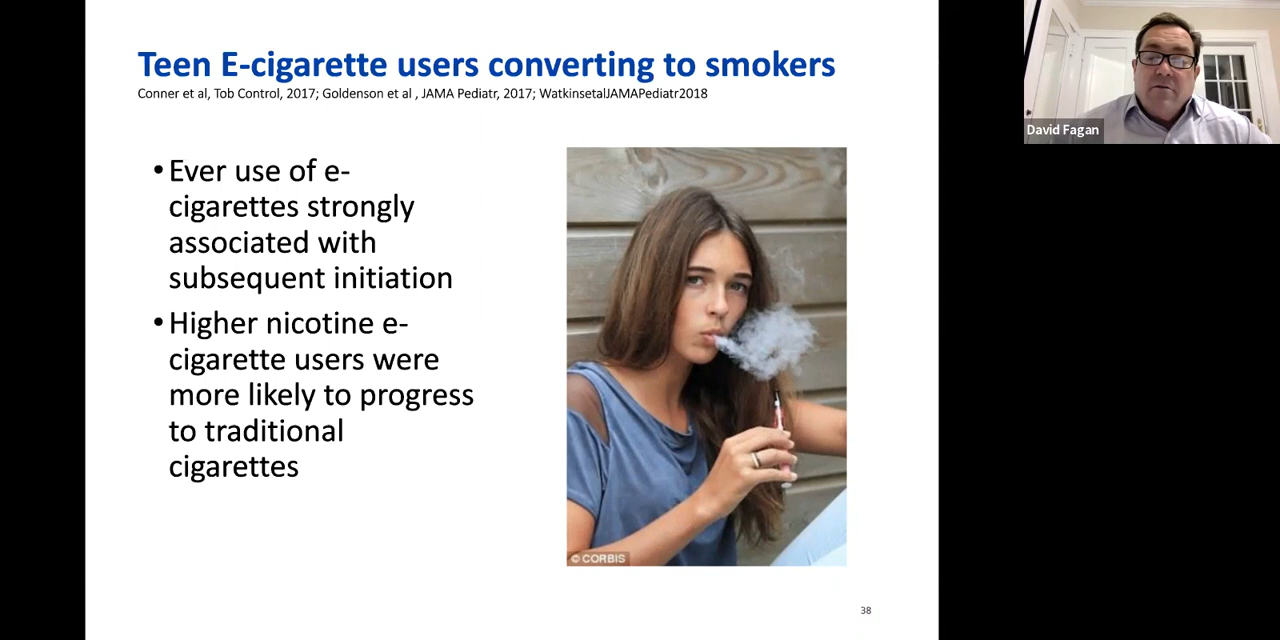 Teen E-cigarette users converting to smokers
Conner et al, Tob Control, 2017; Goldenson et al , JAMA Pediatr, 2017; WatkinsetalJAMAPediatr2018
•Ever use of e-
cigarettes strongly
associated with
subsequent initiation
•Higher nicotine e-
cigarette users were
more likely to progress
to traditional
cigarettes
© CORBIS
38
David Fagan